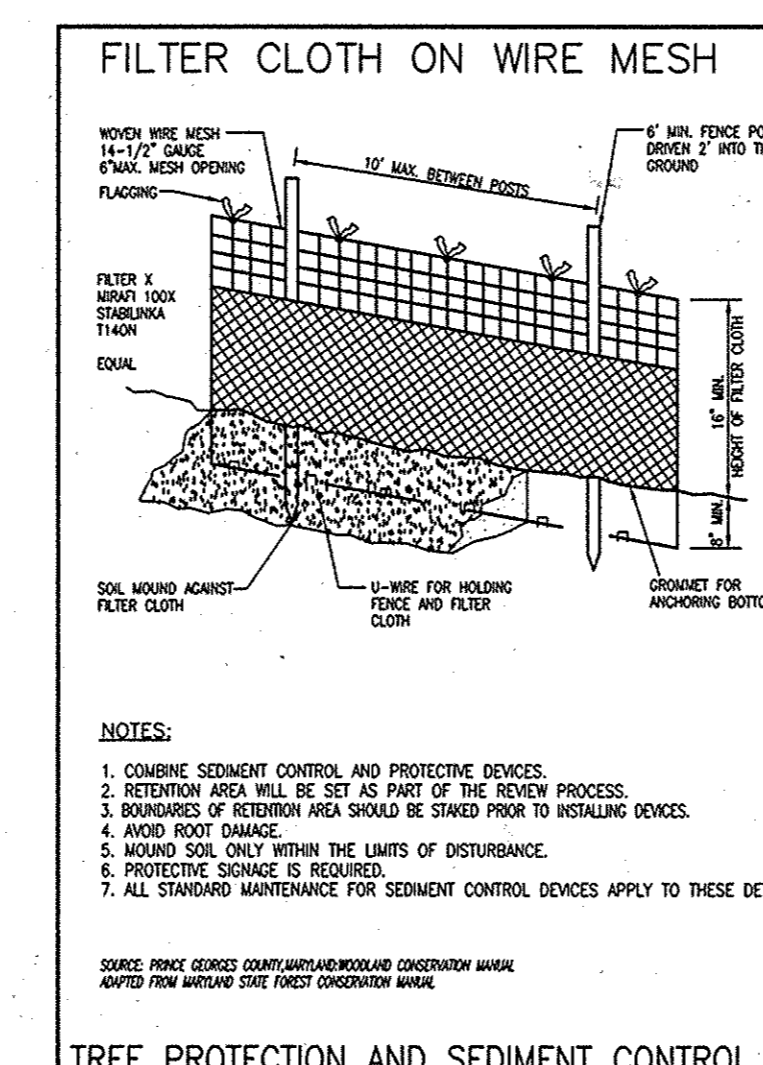 FILTER CLOTH ON WIRE MESH
WOVEN WIRE MESH
14-1/2" GAUGE
6"MAX. MESH OPENING
FLAGGING
10' MAX. BETWEEN POSTS
6' MIN. FENCE PO
DRIVEN 2' INTO TH
GROUND
FILTER X
MIRAFI 100X
STABILINKA
T140N
EQUAL
16" MIN.
HEIGHT OF FILTER CLOTH
8" MIN.
SOIL MOUND AGAINST
FILTER CLOTH
U-WIRE FOR HOLDING
FENCE AND FILTER
CLOTH
GROMMET FOR
ANCHORING BOTTO
NOTES:
1. COMBINE SEDIMENT CONTROL AND PROTECTIVE DEVICES.
2. RETENTION AREA WILL BE SET AS PART OF THE REVIEW PROCESS.
3. BOUNDARIES OF RETENTION AREA SHOULD BE STAKED PRIOR TO INSTALLING DEVICES.
4. AVOID ROOT DAMAGE.
5. MOUND SOIL ONLY WITHIN THE LIMITS OF DISTURBANCE.
6. PROTECTIVE SIGNAGE IS REQUIRED.
7. ALL STANDARD MAINTENANCE FOR SEDIMENT CONTROL DEVICES APPLY TO THESE DE
SOURCE: PRINCE GEORGES COUNTY,MARYLAND:WOODLAND CONSERVATION MANUAL
ADAPTED FROM MARYLAND STATE FOREST CONSERVATION MANUAL
TREE PROTECTION AND SEDIMENT CONTROL